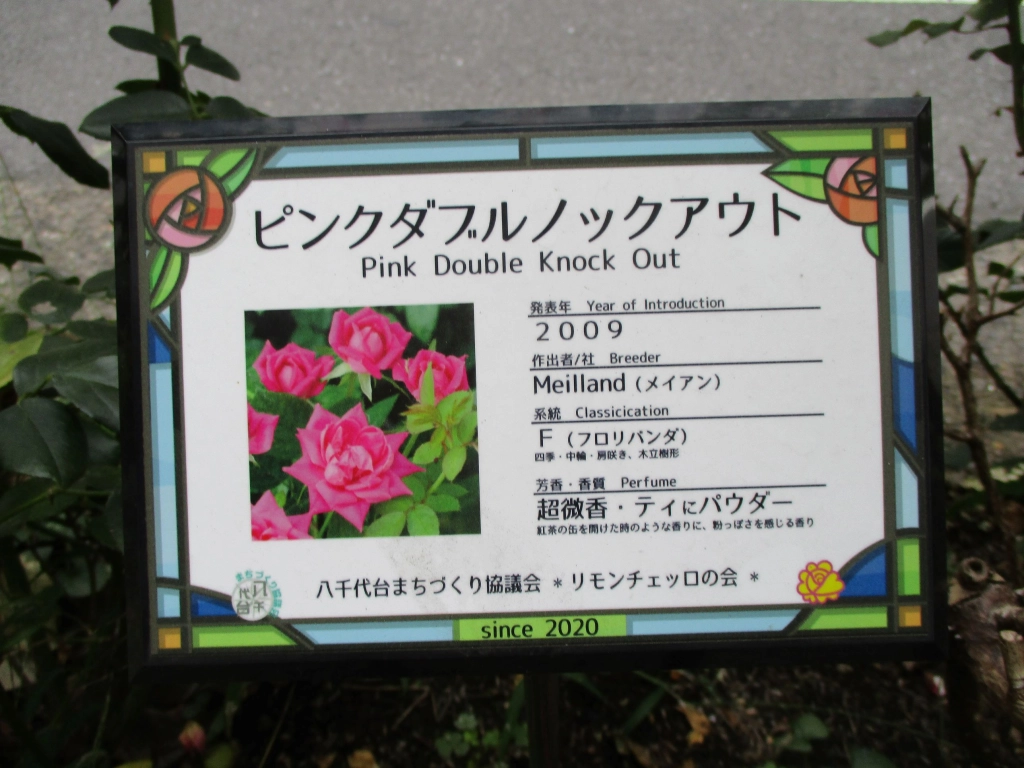 ピンクダブルノックアウト
Pink Double Knock Out
発表年 Year of Introduction
2009
作出者/社 Breeder
Meilland (メイアン)
系統 Classicication
F (フロリバンダ)
四季・中輪・房咲き、木立樹形
芳香・香質 Perfume
超微香・ティにパウダー
紅茶の缶を開けた時のような香りに、粉っぽさを感じる香り
八千代台まちづくり協議会 * リモンチェッロの会 *
since 2020